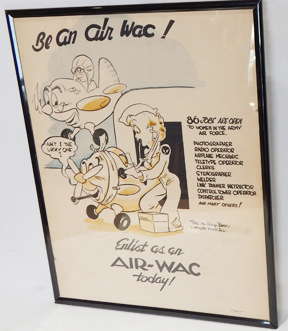 Be an Air Wac!
AIN'T I THE
LUCKY ONE!
86 JOBS ARE OPEN
TO WOMEN IN THE ARMY
AIR FORCE.
PHOTOGRAPHER
RADIO OPERATOR
AIRPLANE MECHANIC
TELETYPE OPERATOR
CLERKS
STENOGRAPHER
WELDER
LINK TRAINER INSTRUCTOR
CONTROL TOWER OPERATOR
DISPATCHER
AND MANY OTHERS!
Enlist as an
AIR-WAC
today!